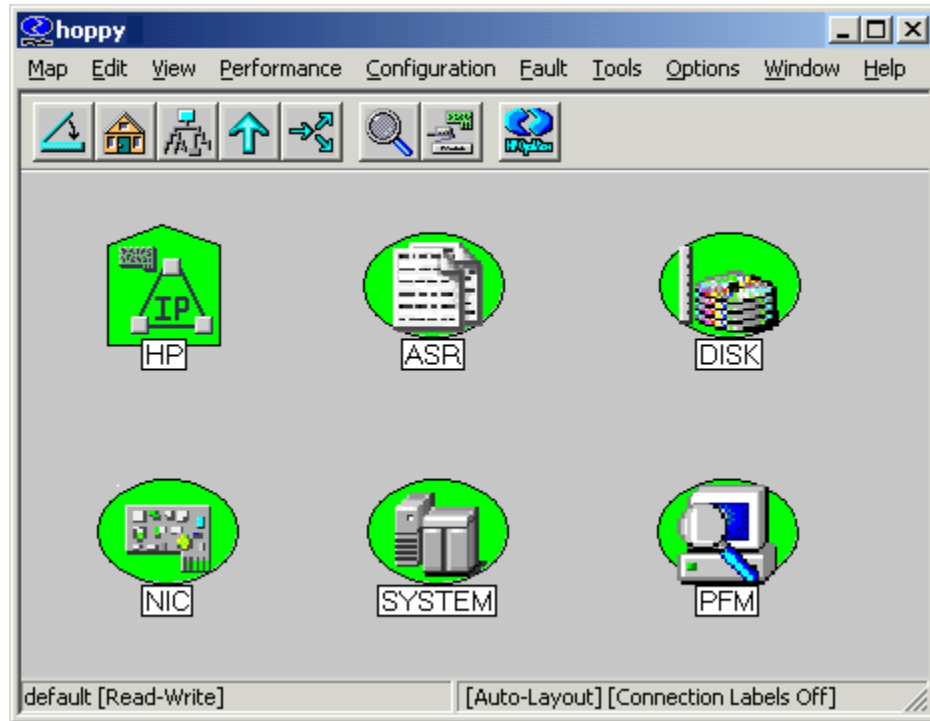 hoppy
Map Edit View Performance Configuration Fault Tools Options Window Help
IP
HP
ASR
DISK
NIC
SYSTEM
PFM
default [Read-Write] [Auto-Layout] [Connection Labels Off]